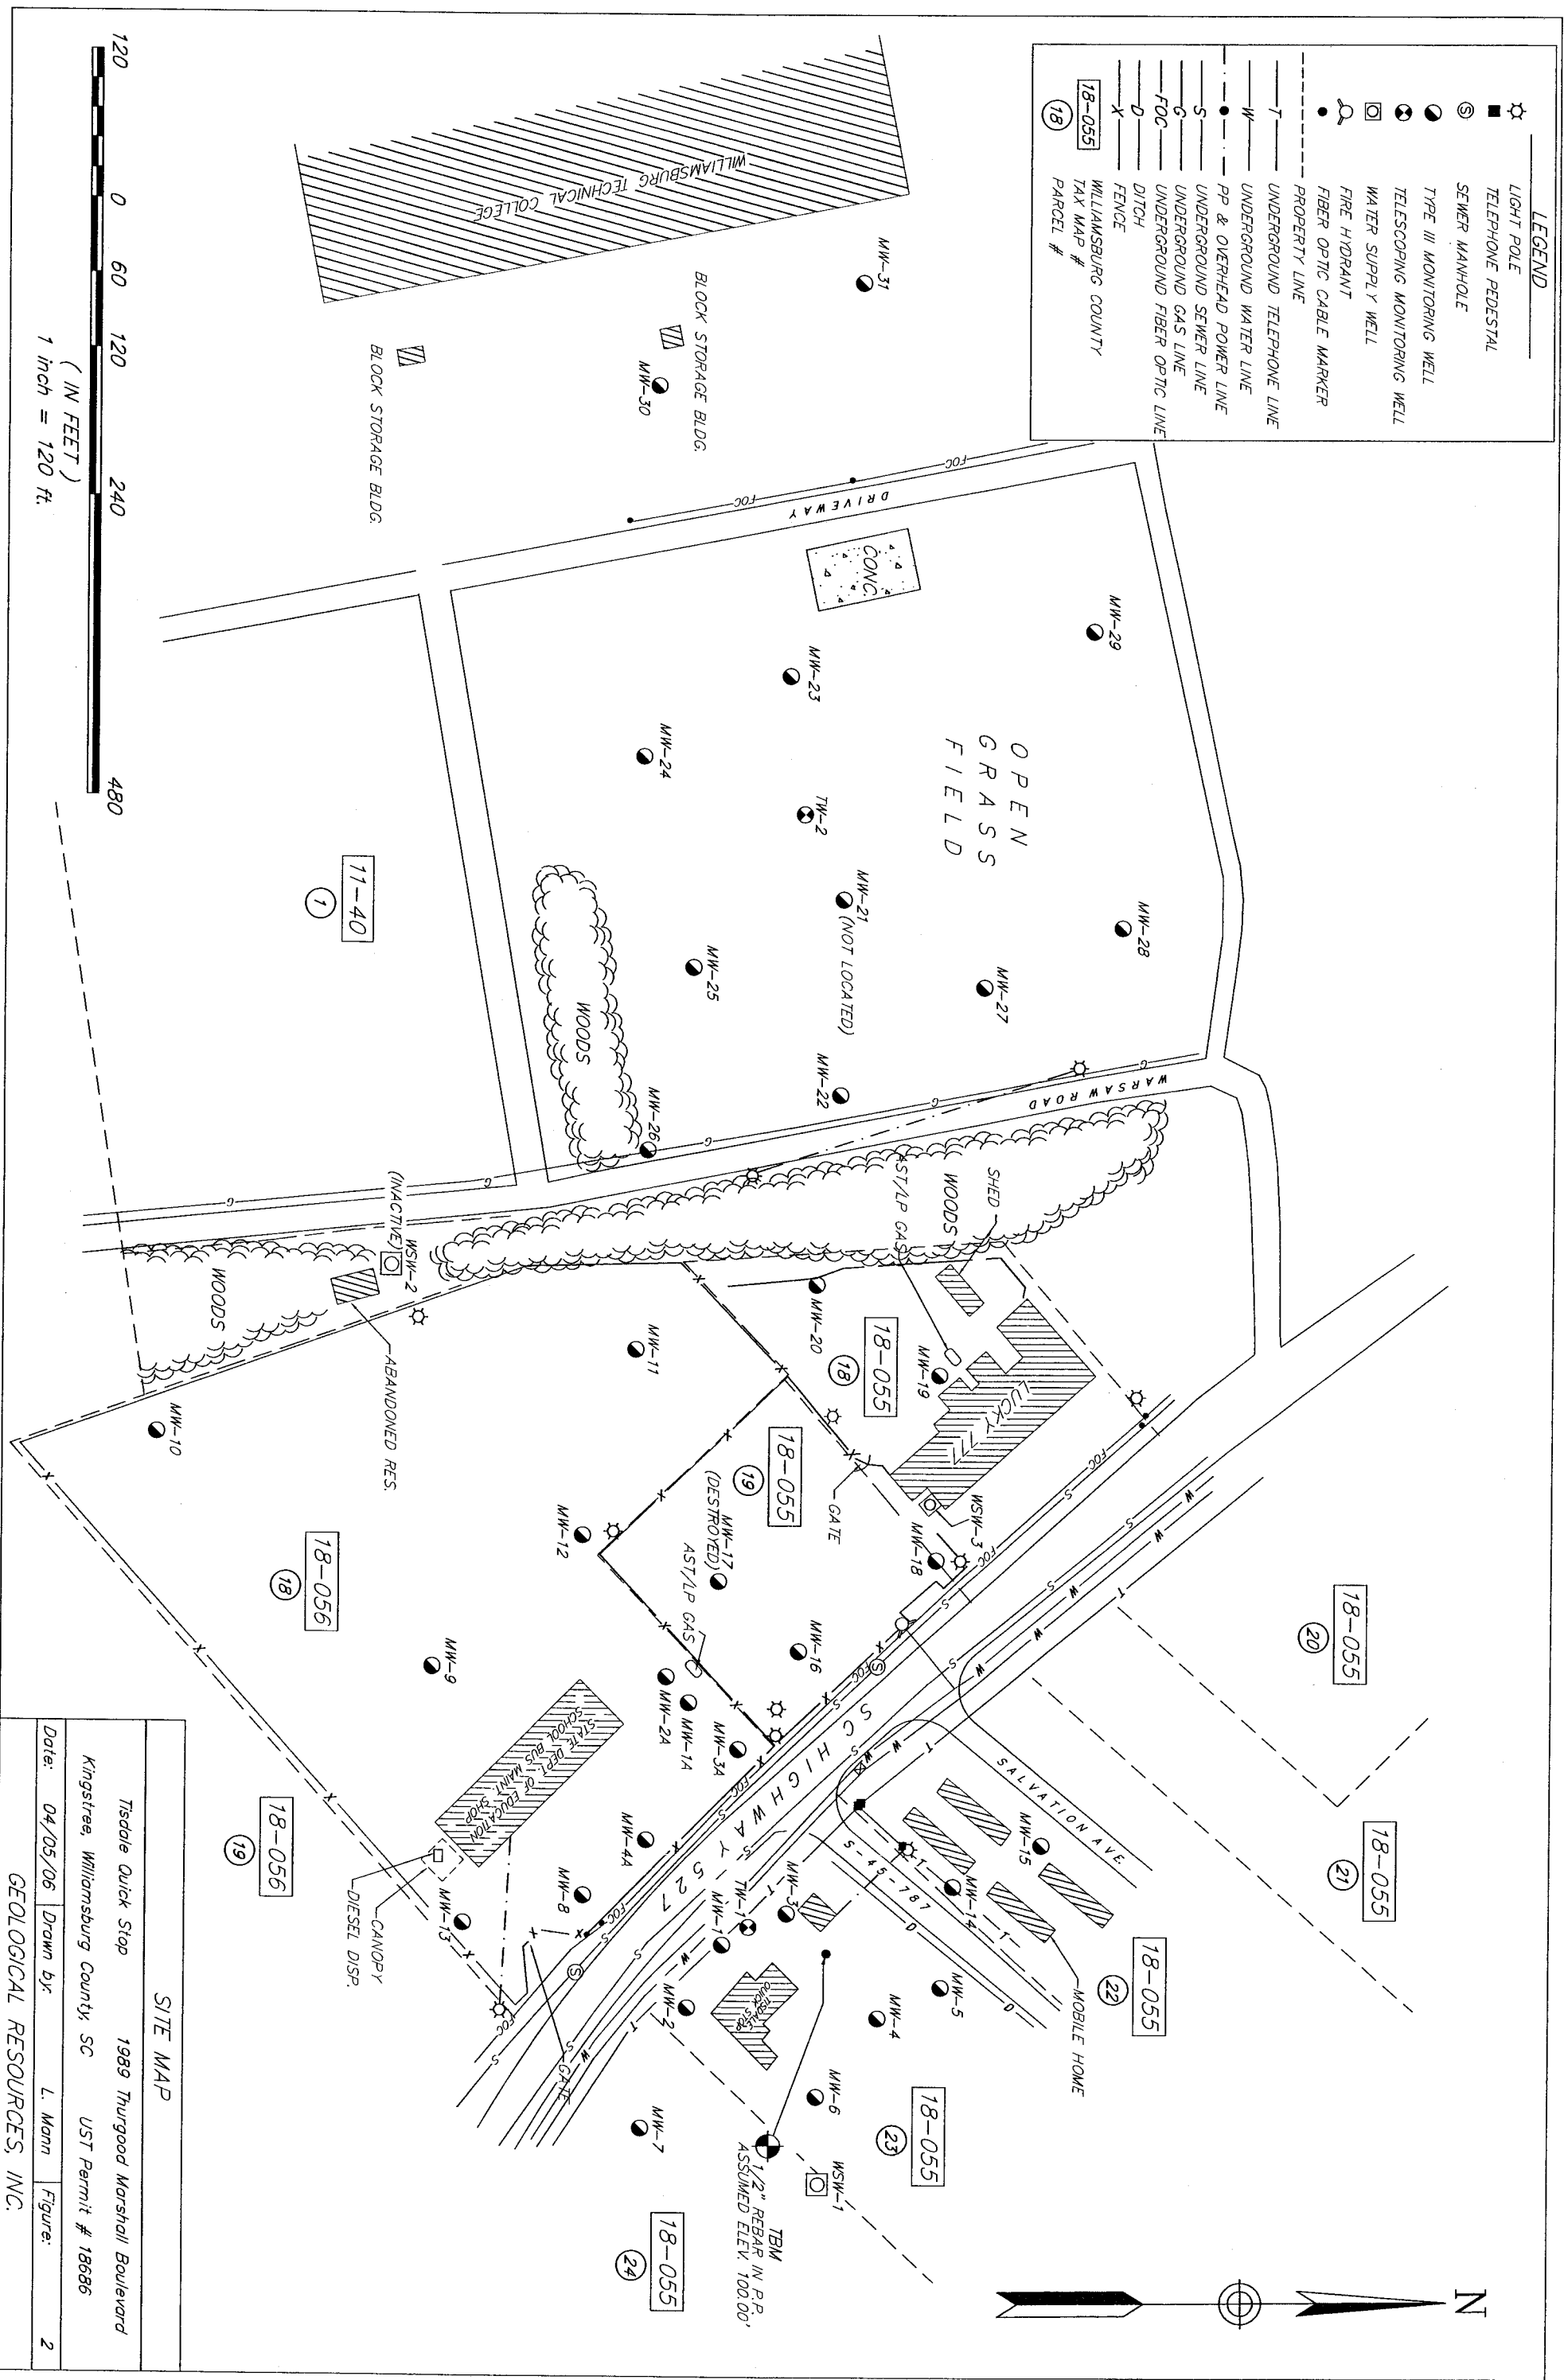 LEGEND
LIGHT POLE
TELEPHONE PEDESTAL
SEWER MANHOLE
TYPE III MONITORING WELL
TELESCOPING MONITORING WELL
WATER SUPPLY WELL
FIRE HYDRANT
FIBER OPTIC CABLE MARKER
PROPERTY LINE
T UNDERGROUND TELEPHONE LINE
W UNDERGROUND WATER LINE
PP & OVERHEAD POWER LINE
S UNDERGROUND SEWER LINE
G UNDERGROUND GAS LINE
FOC UNDERGROUND FIBER OPTIC LINE
D DITCH
X FENCE
18-055 WILLIAMSBURG COUNTY
TAX MAP #
18 PARCEL #
WILLIAMSBURG TECHNICAL COLLEGE
MW-31
BLOCK STORAGE BLDG.
MW-30
BLOCK STORAGE BLDG.
120 0 60 120 240 480
( IN FEET )
1 inch = 120 ft.
FOC
FOC
DRIVEWAY
CONC.
MW-29
MW-23
MW-24
OPEN
GRASS
FIELD
TW-2
MW-21
(NOT LOCATED)
MW-28
MW-27
MW-25
MW-22
WOODS
MW-26
11-40
1
WARSAW ROAD
G
G
G
G
G
AST/LP GAS
WOODS
SHED
WSW-2
(INACTIVE)
WOODS
ABANDONED RES.
MW-20
18-055
18
MW-19
LUCKY 777
MW-11
MW-10
18-055
19
GATE
WSW-3
MW-18
MW-17
(DESTROYED)
AST/LP GAS
MW-12
MW-16
18-056
18
MW-9
MW-2A
MW-1A
MW-3A
STATE DEPT. OF EDUCATION
SCHOOL BUS MAINT. SHOP
MW-4A
MW-8
MW-13
CANOPY
DIESEL DISP.
18-056
19
SC HIGHWAY 527
SALVATION AVE.
S-45-787
18-055
20
18-055
21
MW-15
MW-14
MOBILE HOME
18-055
22
MW-3
TW-1
MW-1
MW-2
TISDALE
QUICK STOP
MW-5
MW-4
MW-6
18-055
23
MW-7
GATE
WSW-1
TBM
1/2" REBAR IN P.P.
ASSUMED ELEV. 100.00'
18-055
24
N
SITE MAP
Tisdale Quick Stop 1989 Thurgood Marshall Boulevard
Kingstree, Williamsburg County, SC UST Permit # 18686
Date: 04/05/06 Drawn by: L. Mann Figure: 2
GEOLOGICAL RESOURCES, INC.